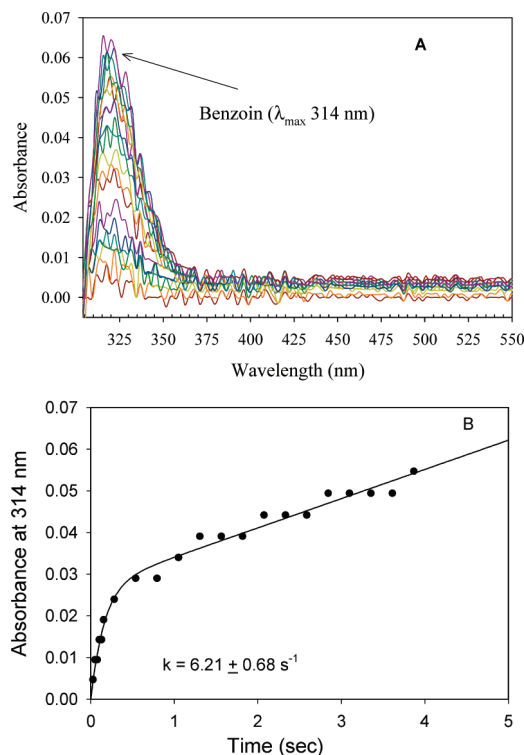 0.07
A
0.06
Benzoin (λmax 314 nm)
0.05
0.04
0.03
0.02
0.01
0.00
Absorbance
325 350 375 400 425 450 475 500 525 550
Wavelength (nm)
0.07
B
0.06
0.05
0.04
0.03
0.02
0.01
0.00
Absorbance at 314 nm
k = 6.21 ± 0.68 s⁻¹
0 1 2 3 4 5
Time (sec)